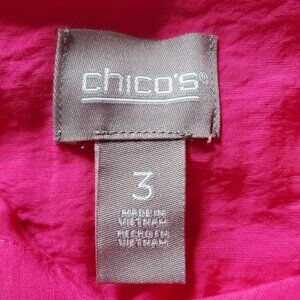 chico's®
3
MADE IN
VIETNAM
HECHO EN
VIETNAM